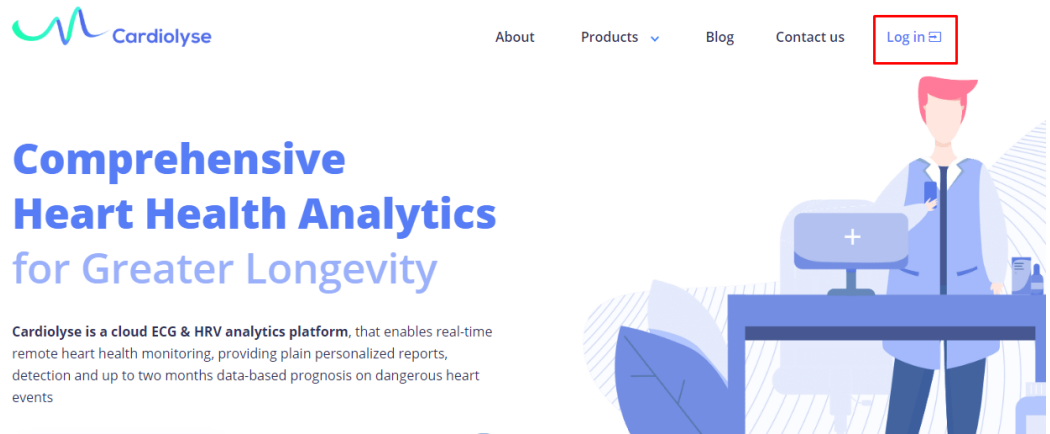 Cardiolyse
About Products Blog Contact us Log in
Comprehensive
Heart Health Analytics
for Greater Longevity
Cardiolyse is a cloud ECG & HRV analytics platform, that enables real-time
remote heart health monitoring, providing plain personalized reports,
detection and up to two months data-based prognosis on dangerous heart
events